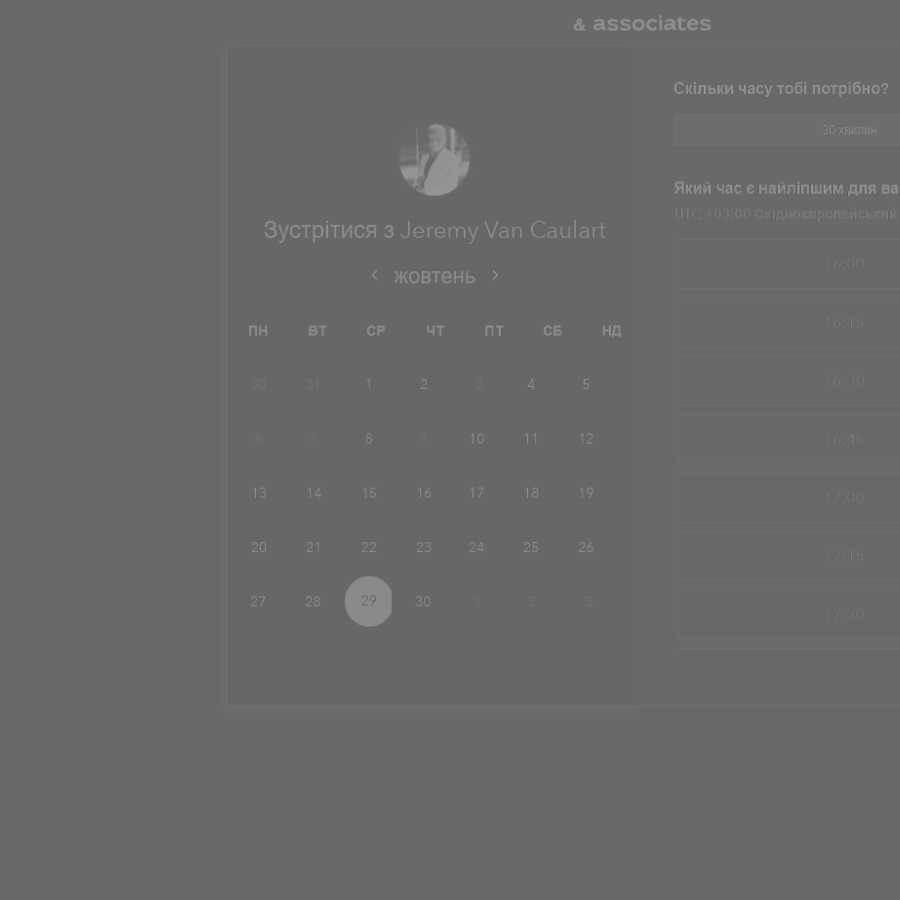 & associates
Зустрітися з Jeremy Van Caulart
жовтень
ПН ВТ СР ЧТ ПТ СБ НД
30 31 1 2 3 4 5
6 7 8 9 10 11 12
13 14 15 16 17 18 19
20 21 22 23 24 25 26
27 28 29 30 1 2 3
Скільки часу тобі потрібно?
30 хвилин
Який час є найліпшим для ва
UTC +03:00 Східноєвропейський
16:00
16:15
16:30
16:45
17:00
17:15
17:30